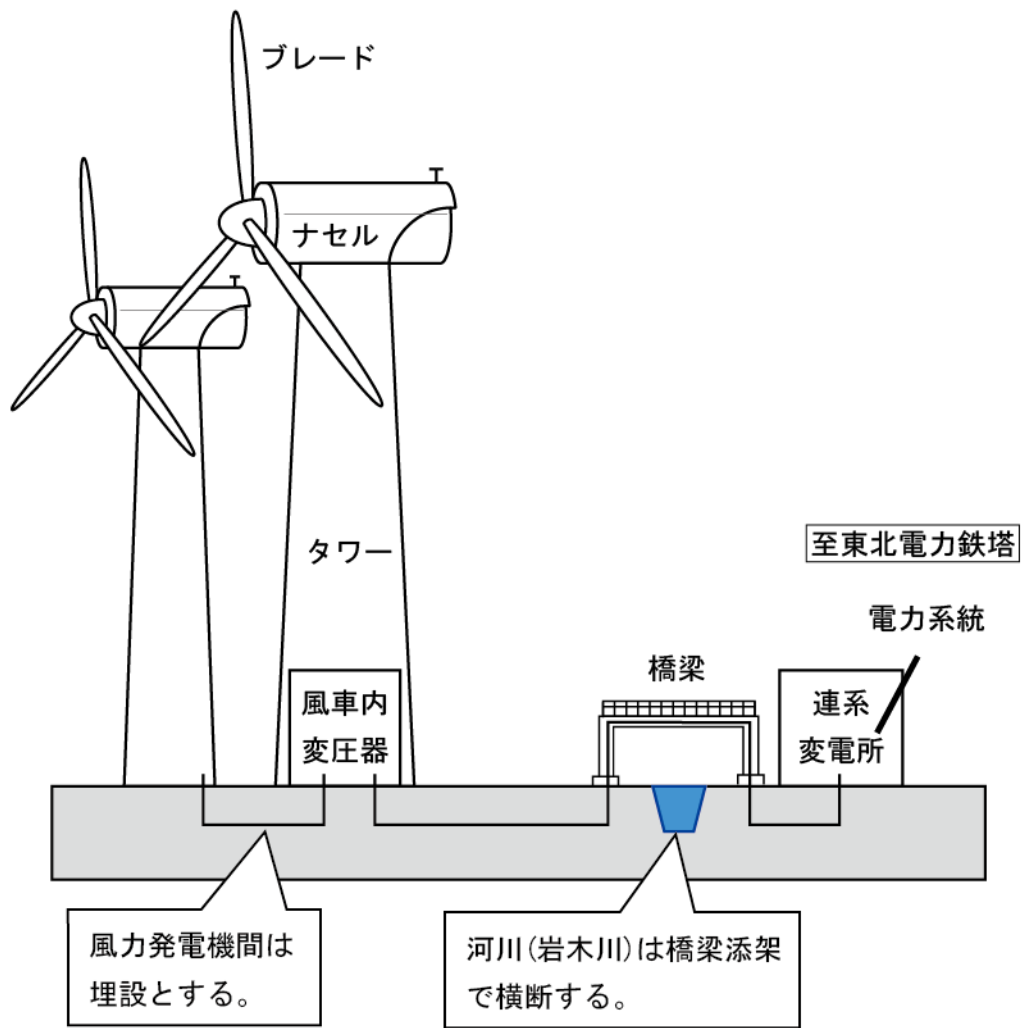 ブレード
ナセル
タワー
至東北電力鉄塔
電力系統
橋梁
風車内
変圧器
連系
変電所
風力発電機間は
埋設とする。
河川(岩木川)は橋梁添架
で横断する。